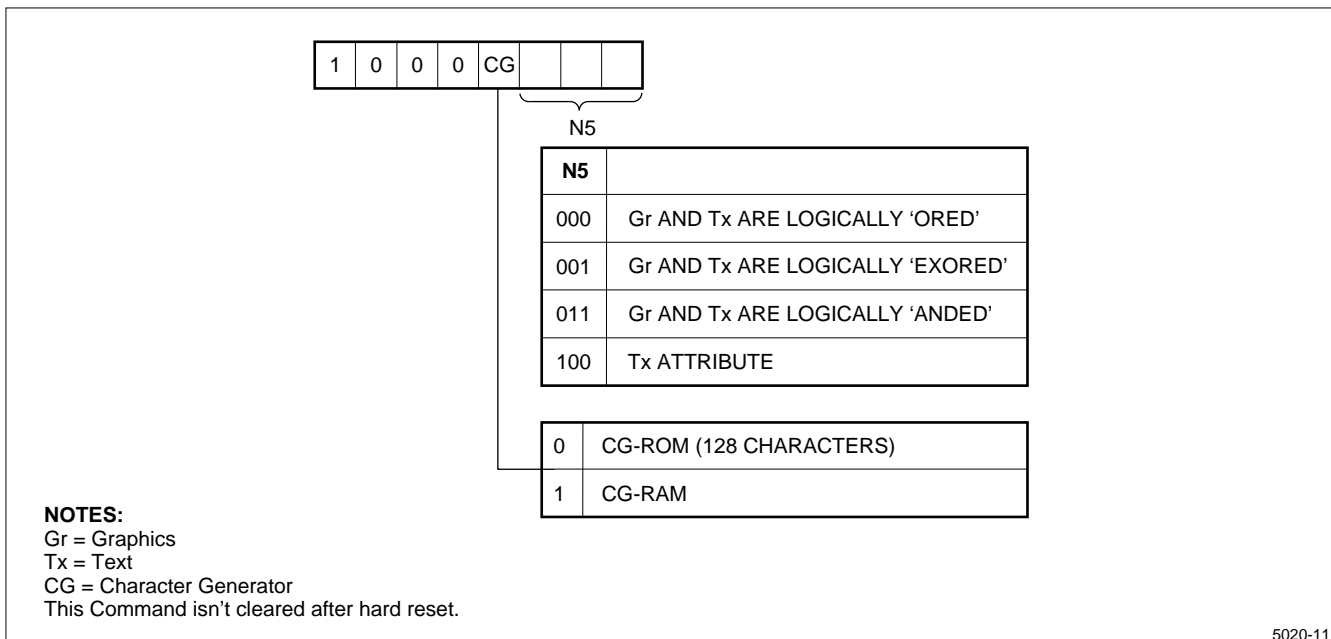 1 0 0 0 CG
N5
N5
000 Gr AND Tx ARE LOGICALLY ‘ORED’
001 Gr AND Tx ARE LOGICALLY ‘EXORED’
011 Gr AND Tx ARE LOGICALLY ‘ANDED’
100 Tx ATTRIBUTE
0 CG-ROM (128 CHARACTERS)
1 CG-RAM
NOTES:
Gr = Graphics
Tx = Text
CG = Character Generator
This Command isn't cleared after hard reset.
5020-11